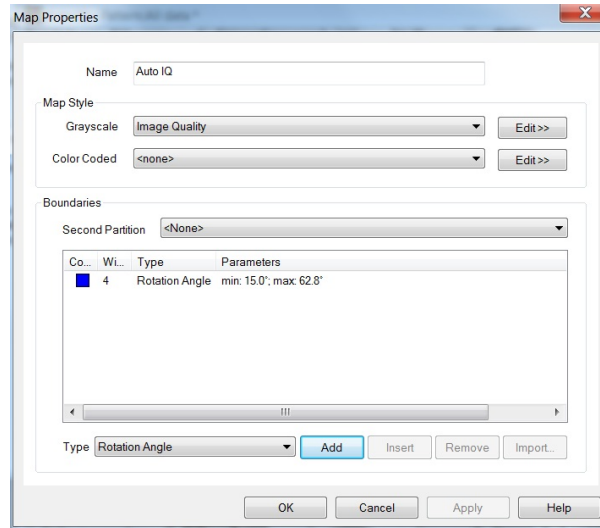 Map Properties
Name Auto IQ
Map Style
Grayscale Image Quality Edit >>
Color Coded <none> Edit >>
Boundaries
Second Partition <None>
Co... Wi... Type Parameters
4 Rotation Angle min: 15.0°; max: 62.8°
Type Rotation Angle Add Insert Remove Import...
OK Cancel Apply Help